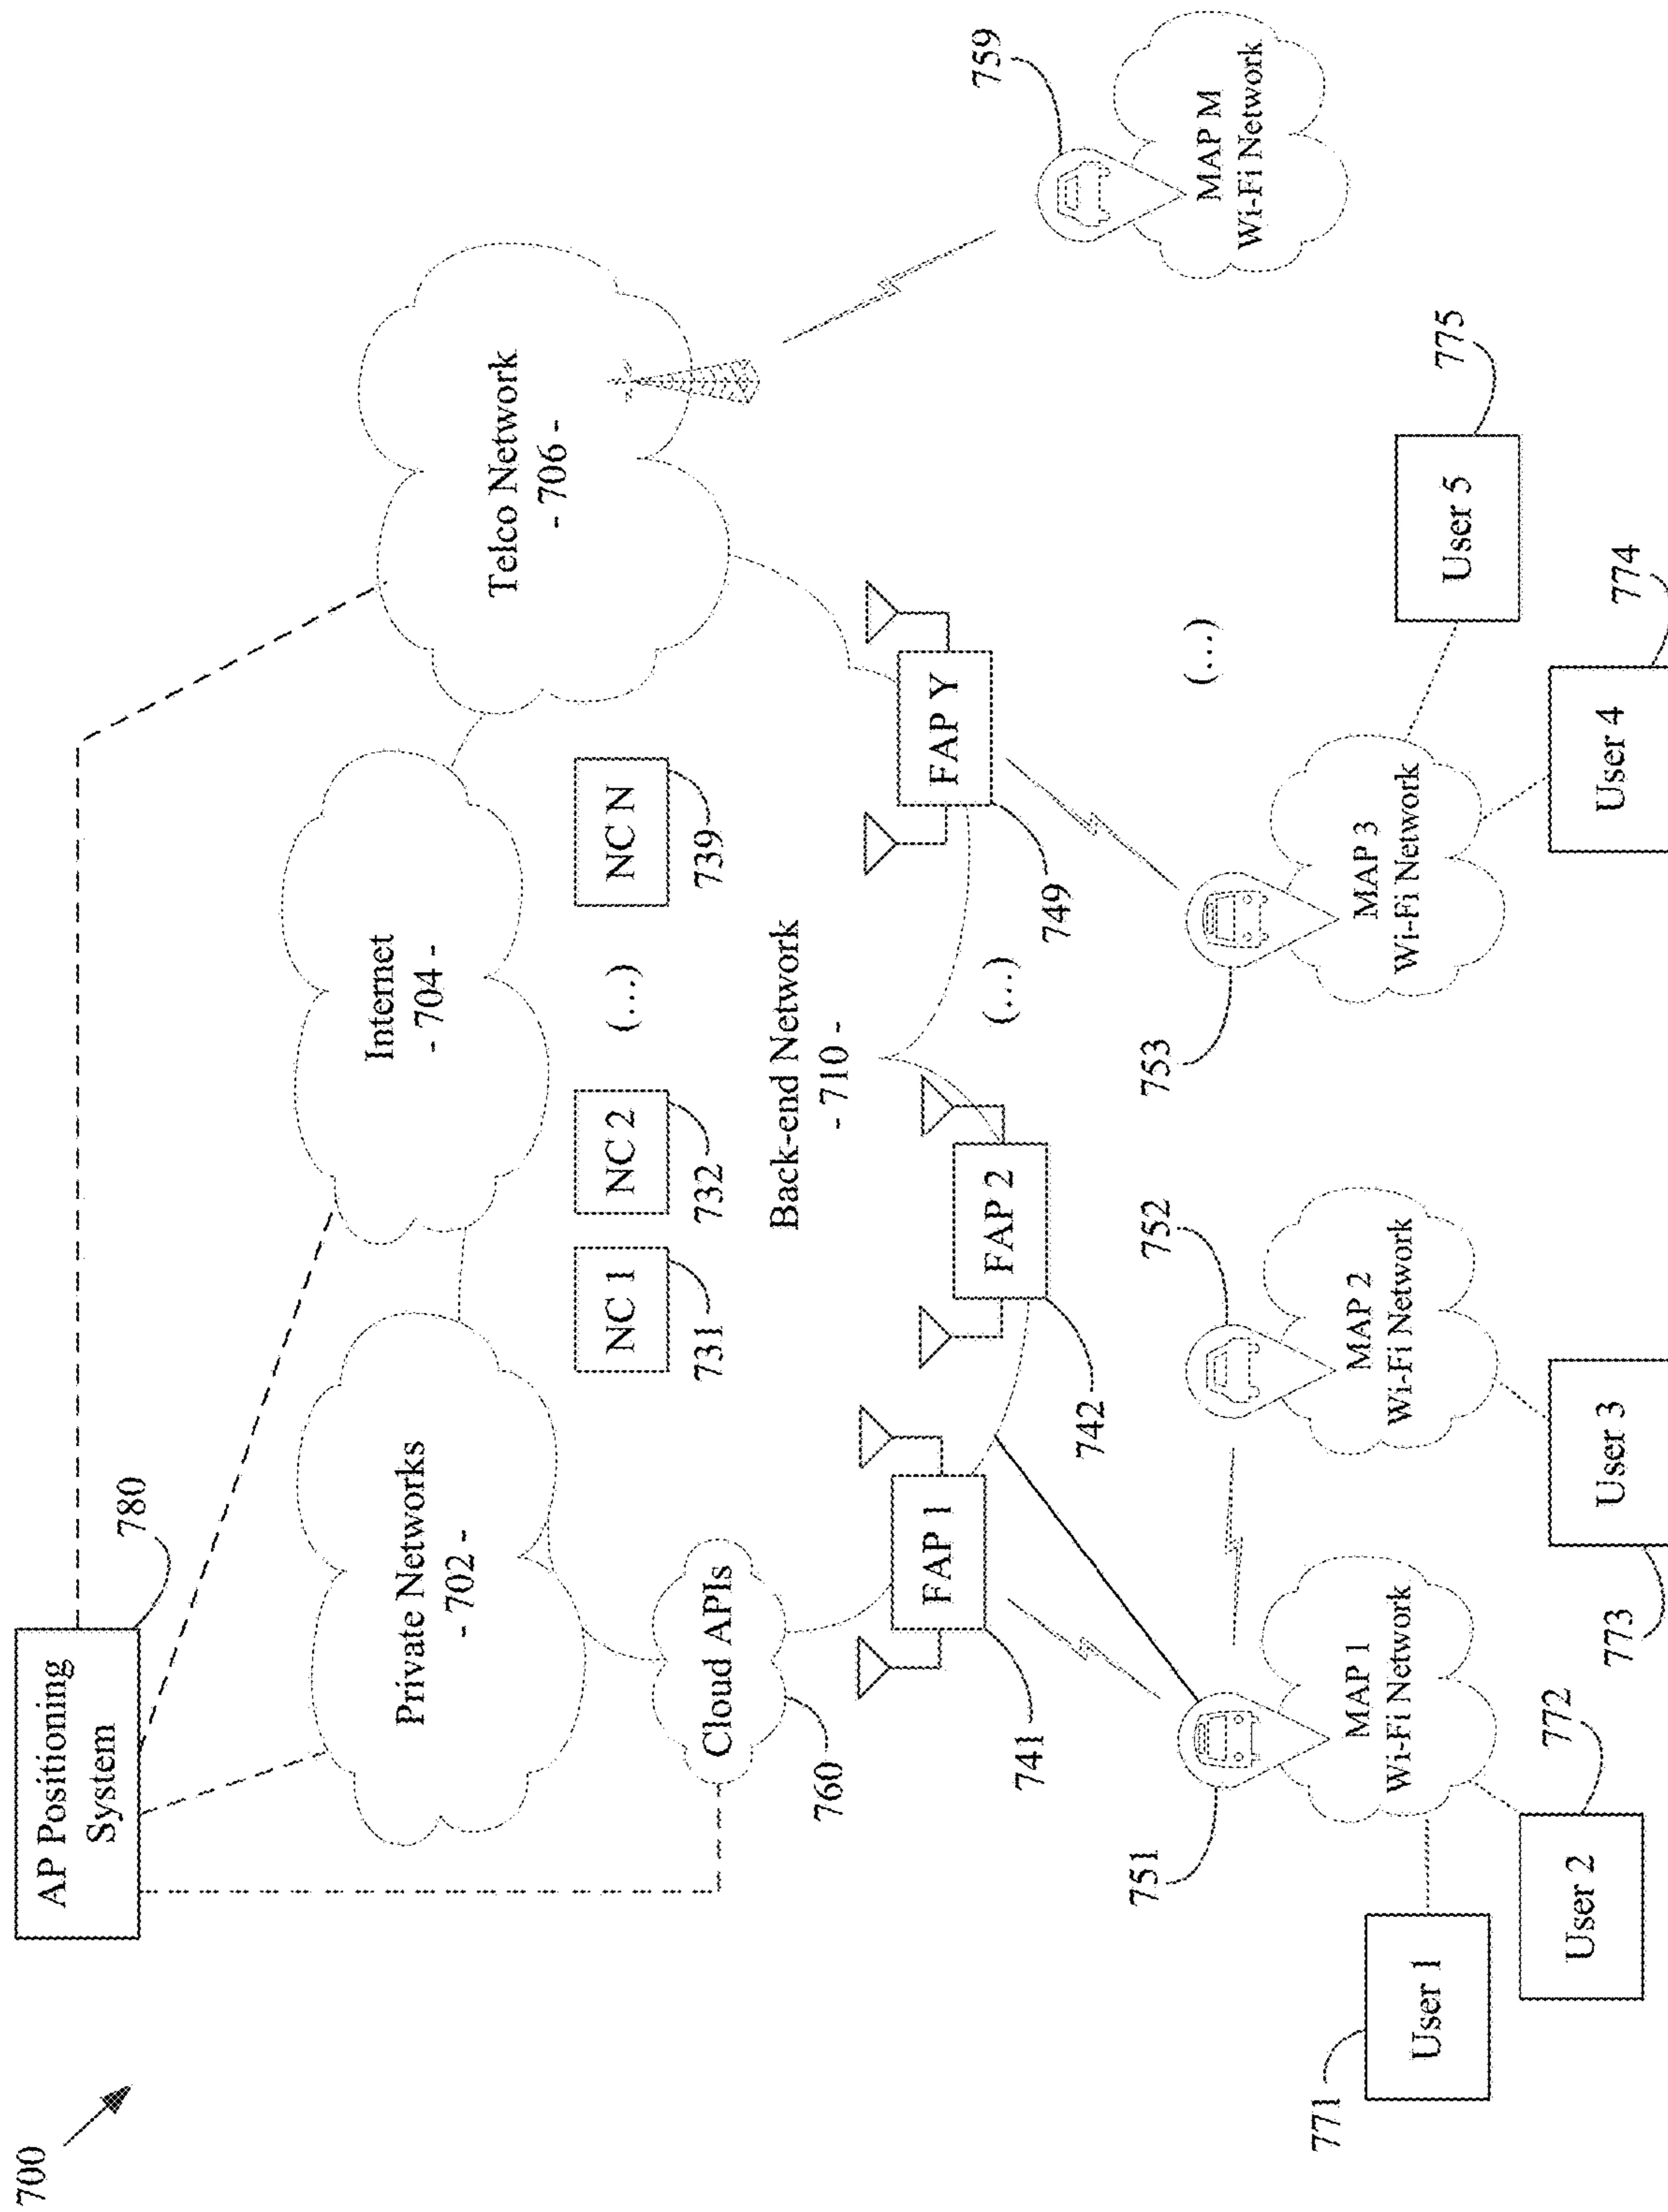 700
AP Positioning
System
780
Private Networks
- 702 -
Internet
- 704 -
Telco Network
- 706 -
Cloud APIs
760
NC 1
731
NC 2
732
(...)
NC N
739
Back-end Network
- 710 -
FAP 1
741
FAP 2
742
(...)
FAP Y
749
751
MAP 1
Wi-Fi Network
752
MAP 2
Wi-Fi Network
753
MAP 3
Wi-Fi Network
(...)
759
MAP M
Wi-Fi Network
771
User 1
User 2
772
User 3
773
User 4
774
User 5
775